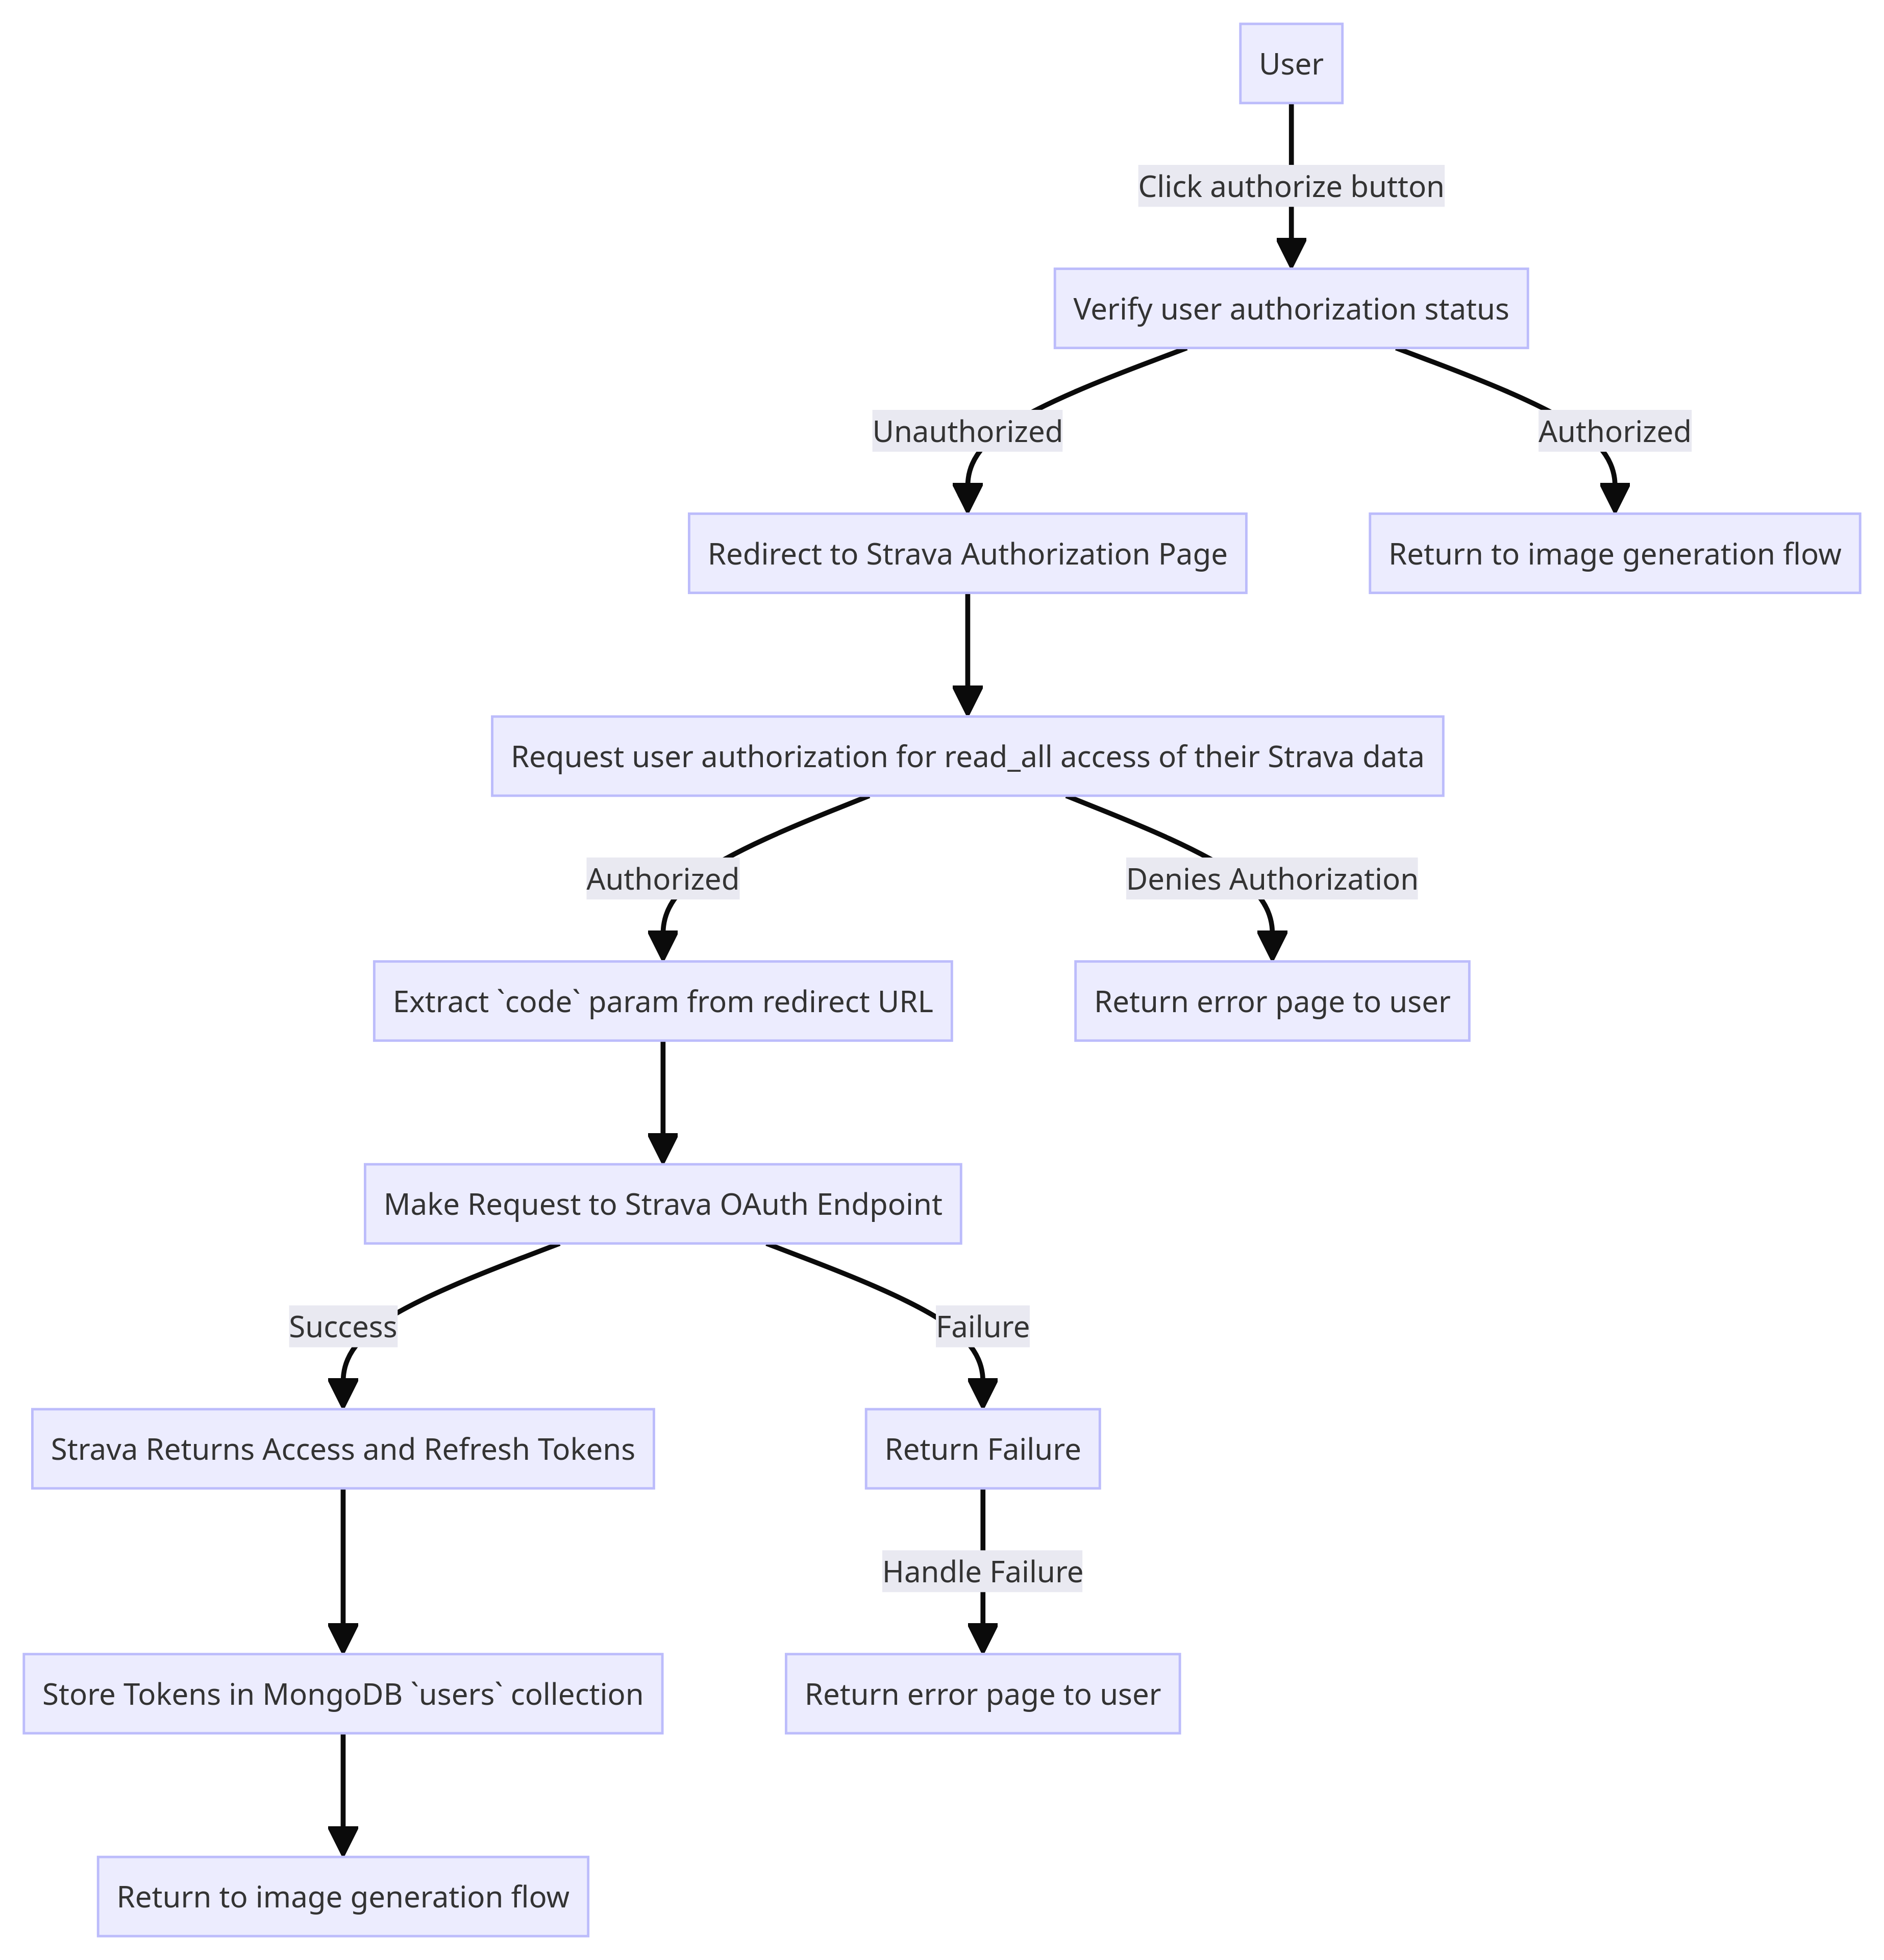 User
Click authorize button
Verify user authorization status
Unauthorized
Authorized
Redirect to Strava Authorization Page
Return to image generation flow
Request user authorization for read_all access of their Strava data
Authorized
Denies Authorization
Extract `code` param from redirect URL
Return error page to user
Make Request to Strava OAuth Endpoint
Success
Failure
Strava Returns Access and Refresh Tokens
Return Failure
Handle Failure
Store Tokens in MongoDB `users` collection
Return error page to user
Return to image generation flow